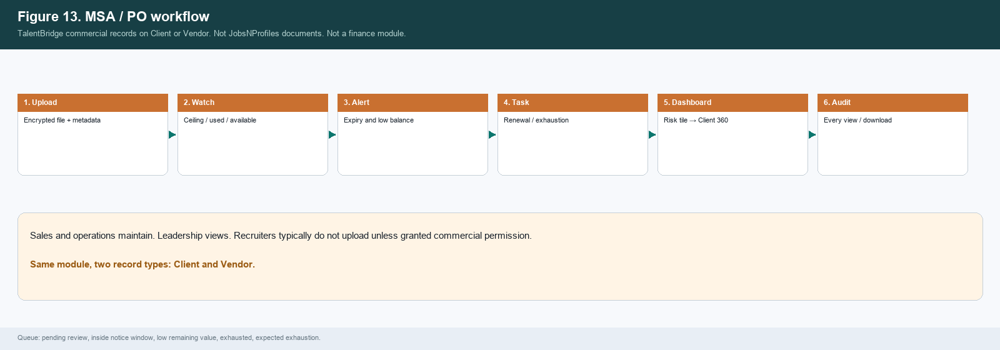 Figure 13. MSA / PO workflow
TalentBridge commercial records on Client or Vendor. Not JobsNProfiles documents. Not a finance module.
1. Upload
Encrypted file + metadata
2. Watch
Ceiling / used / available
3. Alert
Expiry and low balance
4. Task
Renewal / exhaustion
5. Dashboard
Risk tile → Client 360
6. Audit
Every view / download
Sales and operations maintain. Leadership views. Recruiters typically do not upload unless granted commercial permission.
Same module, two record types: Client and Vendor.
Queue: pending review, inside notice window, low remaining value, exhausted, expected exhaustion.